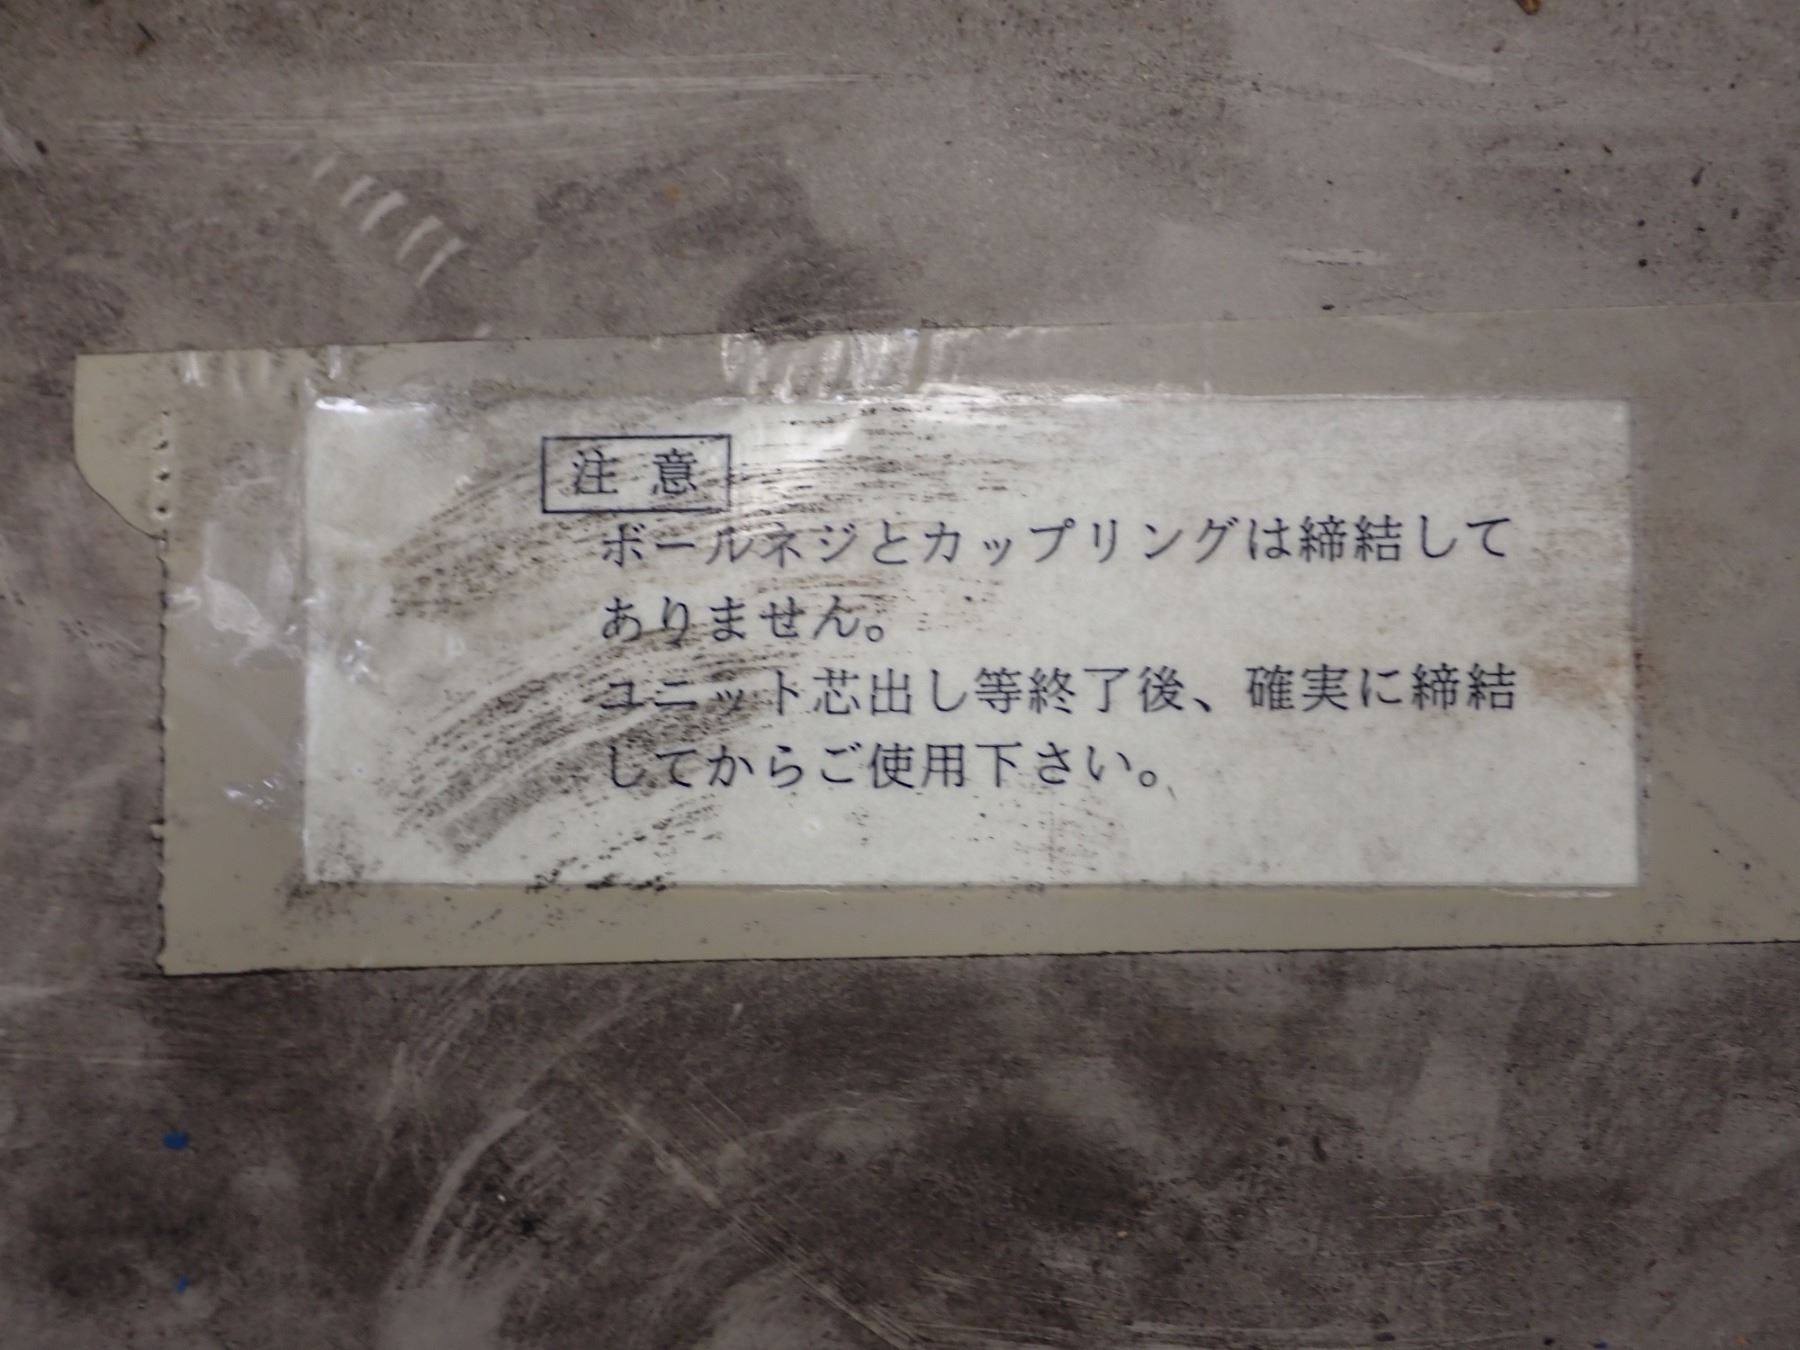 注意
ボールネジとカップリングは締結して
ありません。
ユニット芯出し等終了後、確実に締結
してからご使用下さい。